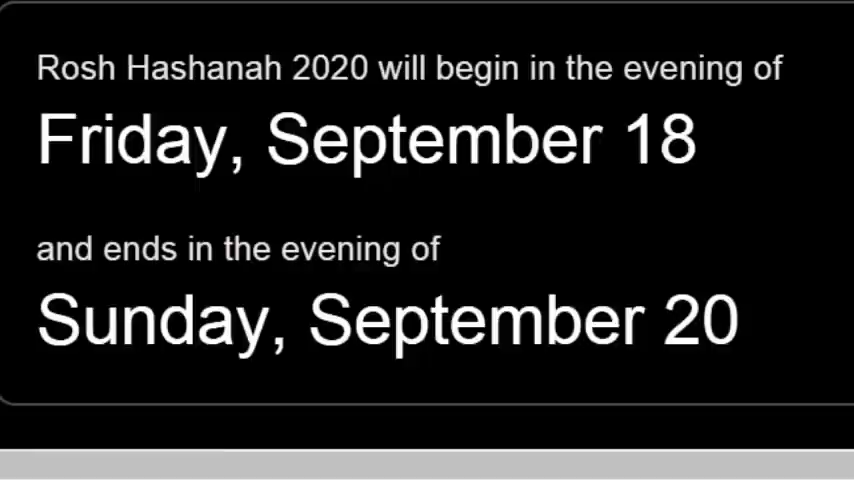 Rosh Hashanah 2020 will begin in the evening of
Friday, September 18
and ends in the evening of
Sunday, September 20